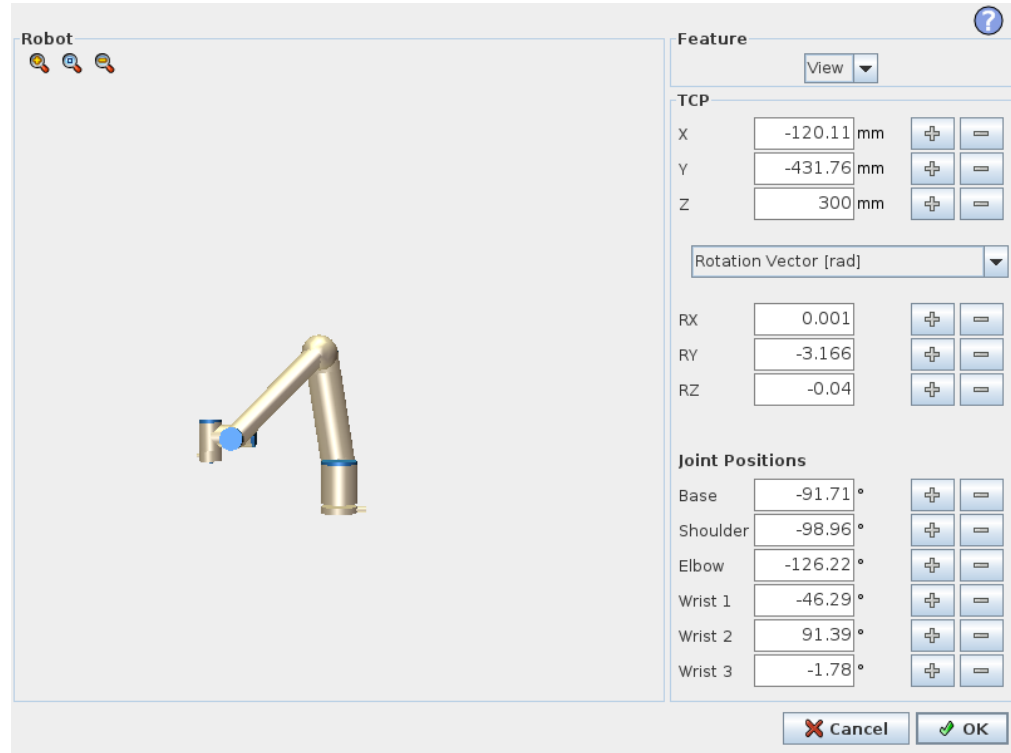 ?
Robot
Feature
View
TCP
X -120.11 mm
Y -431.76 mm
Z 300 mm
Rotation Vector [rad]
RX 0.001
RY -3.166
RZ -0.04
Joint Positions
Base -91.71 °
Shoulder -98.96 °
Elbow -126.22 °
Wrist 1 -46.29 °
Wrist 2 91.39 °
Wrist 3 -1.78 °
Cancel OK